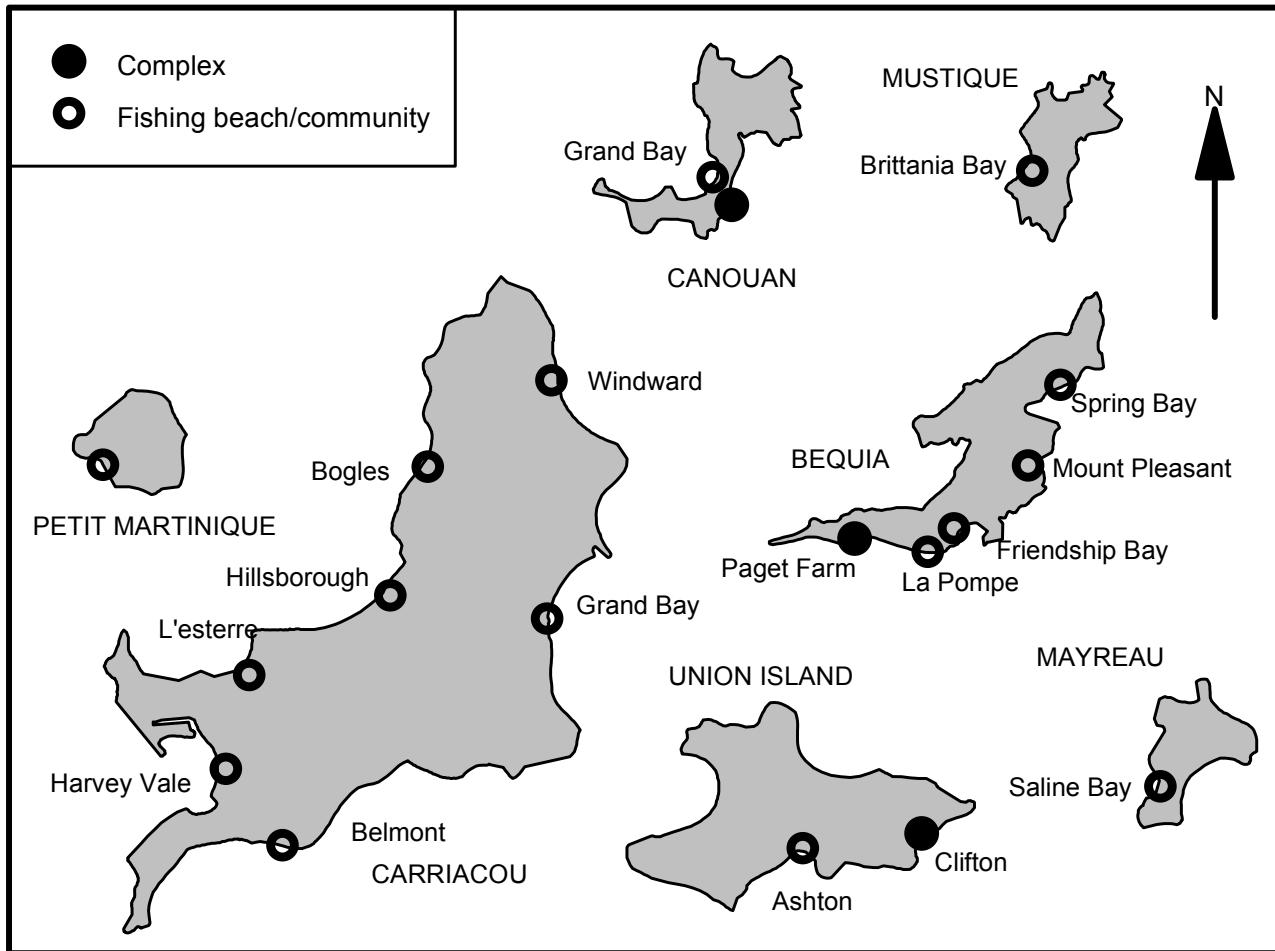 Complex
Fishing beach/community
MUSTIQUE
N
Grand Bay
Brittania Bay
CANOUAN
Windward
Spring Bay
BEQUIA
Bogles
Mount Pleasant
PETIT MARTINIQUE
Friendship Bay
Paget Farm
La Pompe
Hillsborough
Grand Bay
L'esterre
MAYREAU
UNION ISLAND
Harvey Vale
Saline Bay
Belmont
Clifton
CARRIACOU
Ashton